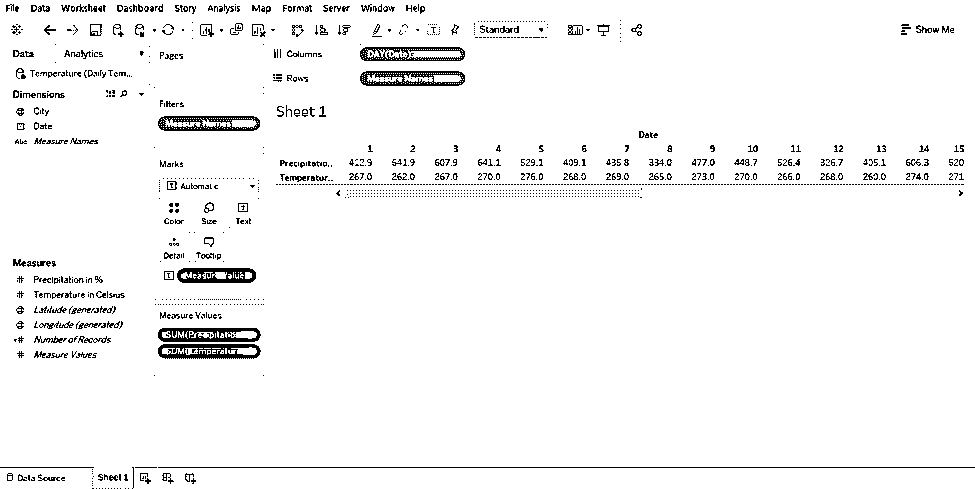 File Data Worksheet Dashboard Story Analysis Map Format Server Window Help
Standard
Show Me
Data Analytics
Temperature (Daily Tem...
Dimensions
City
Date
Abc Measure Names
Measures
# Precipitation in %
# Temperature in Celsius
Latitude (generated)
Longitude (generated)
# Number of Records
# Measure Values
Pages
Filters
Measure Names
Marks
Automatic
Color Size Text
Detail Tooltip
Measure Value
Measure Values
SUM(Precipitatio
SUM(Temperatur
Columns DAY(Date)
Rows Measure Names
Sheet 1
Date
1 2 3 4 5 6 7 8 9 10 11 12 13 14 15
Precipitatio.. 412.9 641.9 607.9 641.1 529.1 409.1 435.8 334.0 477.0 448.7 526.4 326.7 405.1 606.3 520
Temperatur.. 267.0 262.0 267.0 270.0 276.0 268.0 269.0 265.0 273.0 270.0 266.0 268.0 260.0 274.0 271
Data Source Sheet 1